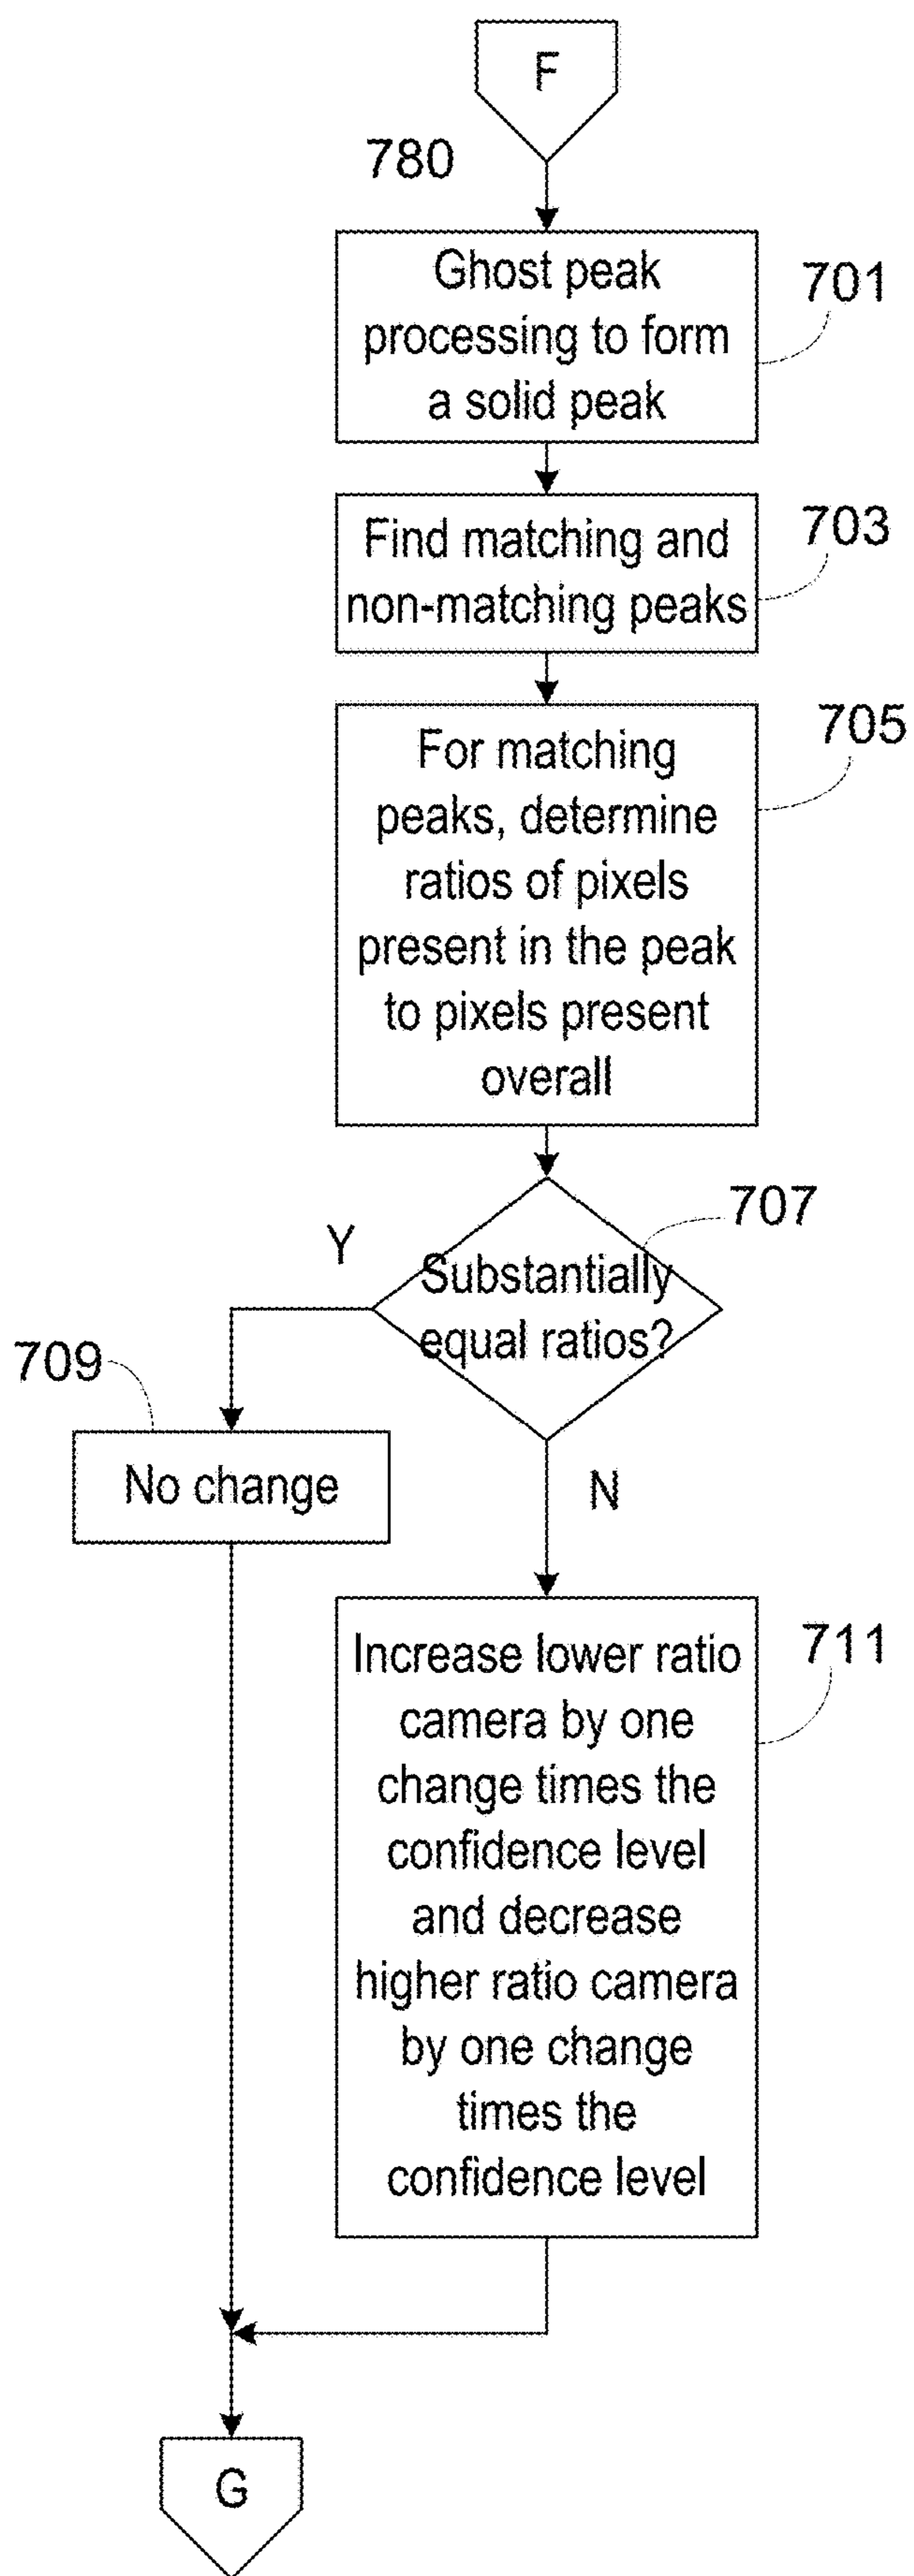 F
780
Ghost peak
processing to form
a solid peak
701
Find matching and
non-matching peaks
703
For matching
peaks, determine
ratios of pixels
present in the peak
to pixels present
overall
705
Substantially
equal ratios?
707
Y
709
No change
N
Increase lower ratio
camera by one
change times the
confidence level
and decrease
higher ratio camera
by one change
times the
confidence level
711
G